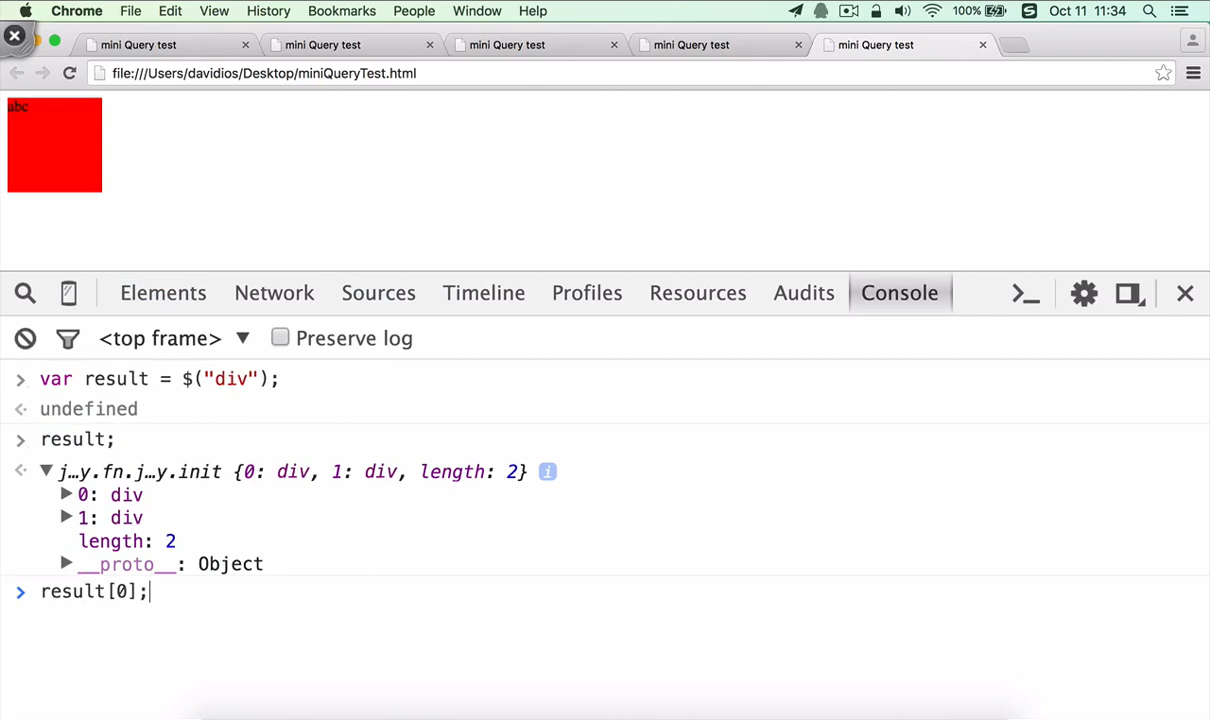 Chrome File Edit View History Bookmarks People Window Help 100% Oct 11 11:34
mini Query test mini Query test mini Query test mini Query test mini Query test
file:///Users/davidios/Desktop/miniQueryTest.html
abc
Elements Network Sources Timeline Profiles Resources Audits Console
<top frame> ▼ Preserve log
> var result = $("div");
undefined
> result;
▼ j…y.fn.j…y.init {0: div, 1: div, length: 2} i
▶ 0: div
▶ 1: div
length: 2
▶ __proto__: Object
> result[0];